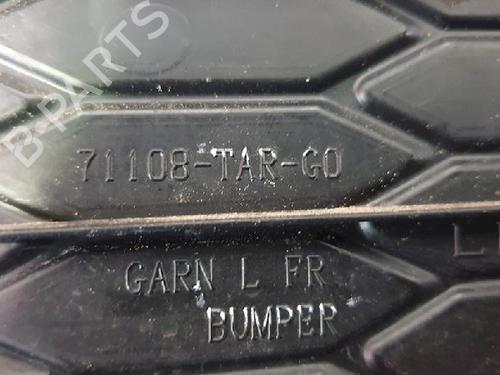 B-PARTS
71108-TAR-G0
GARN L FR
BUMPER